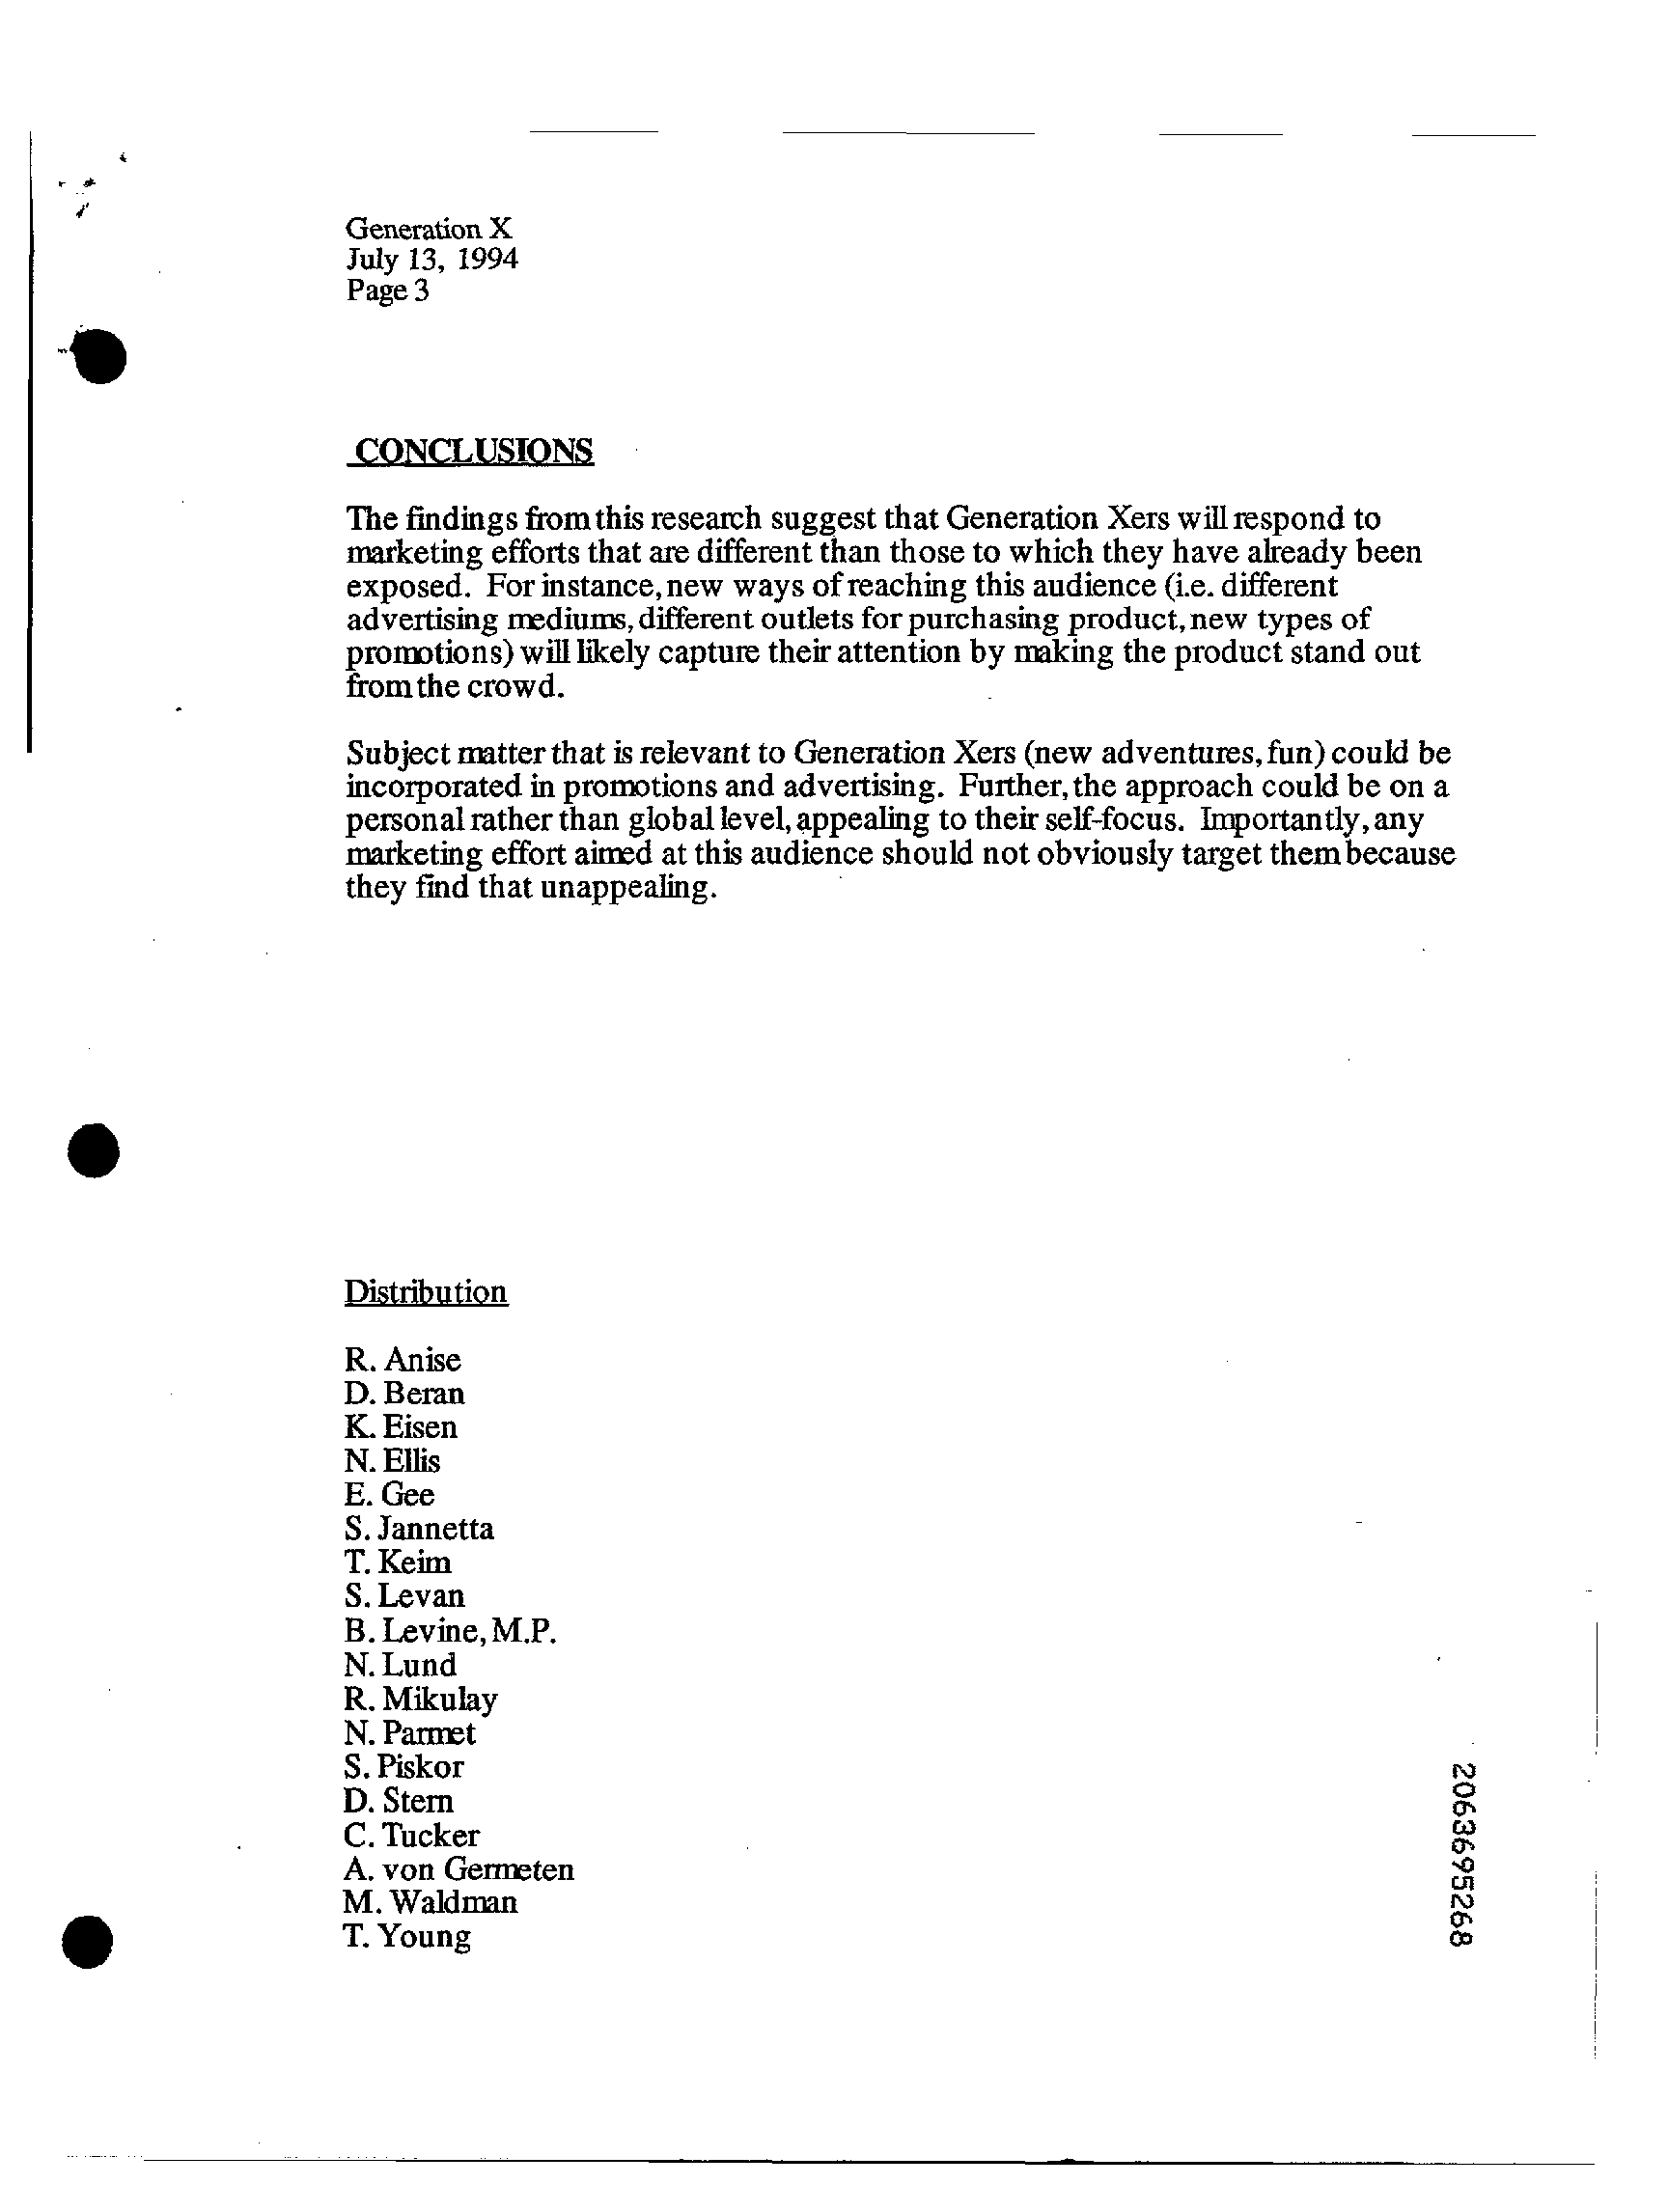 Generation X
July 13, 1994
Page 3
CONCLUSIONS
The findings from this research suggest that Generation Xers will respond to
marketing efforts that are different than those to which they have already been
exposed. For instance, new ways of reaching this audience (i.e. different
advertising mediums, different outlets for purchasing product, new types of
promotions) will likely capture their attention by making the product stand out
from the crowd.
Subject matter that is relevant to Generation Xers (new adventures, fun) could be
incorporated in promotions and advertising. Further, the approach could be on a
personal rather than global level, appealing to their self-focus. Importantly, any
marketing effort aimed at this audience should not obviously target them because
they find that unappealing.
Distribution
R. Anise
D. Beran
K. Eisen
N. Ellis
E. Gee
S. Jannetta
T. Keim
S. Levan
B. Levine, M.P.
N. Lund
R. Mikulay
N. Parmet
S. Piskor
D. Stern
C. Tucker
A. von Germeten
M. Waldman
T. Young
2063695268